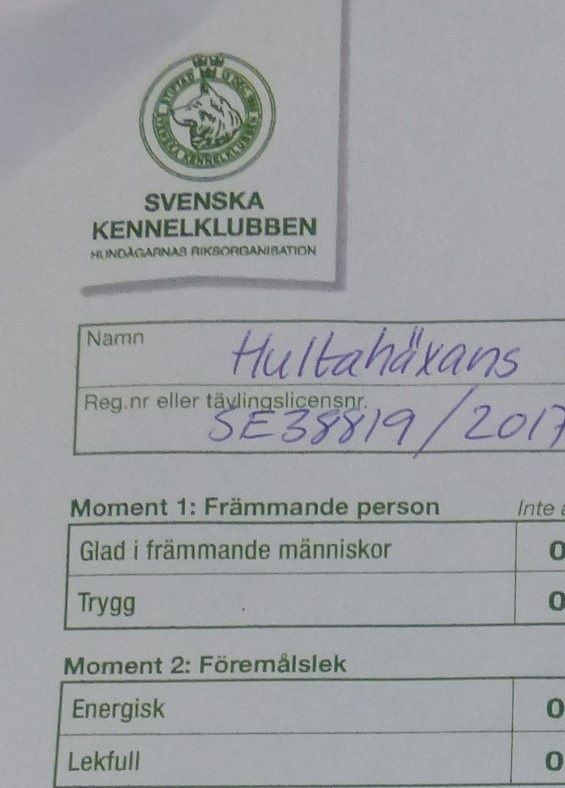 SVENSKA
KENNELKLUBBEN
HUNDÄGARNAS RIKSORGANISATION
Namn
Hultahäxans
Reg.nr eller tävlingslicensnr.
SE38819/2017
Moment 1: Främmande person Inte
Glad i främmande människor 0
Trygg 0
Moment 2: Föremålslek
Energisk 0
Lekfull 0